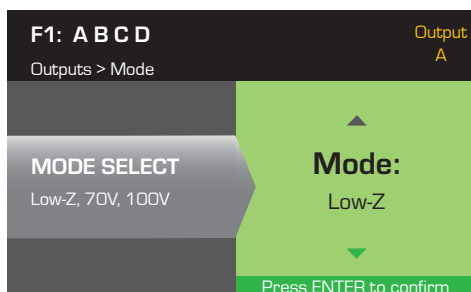 F1: A B C D
Output
A
Outputs > Mode
MODE SELECT
Low-Z, 70V, 100V
Mode:
Low-Z
Press ENTER to confirm